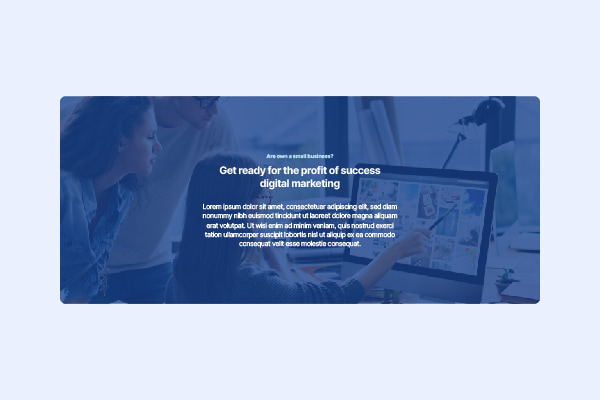 Are own a small business?
Get ready for the profit of success
digital marketing
Lorem ipsum dolor sit amet, consectetuer adipiscing elit, sed diam
nonummy nibh euismod tincidunt ut laoreet dolore magna aliquam
erat volutpat. Ut wisi enim ad minim veniam, quis nostrud exerci
tation ullamcorper suscipit lobortis nisl ut aliquip ex ea commodo
consequat velit esse molestie consequat.